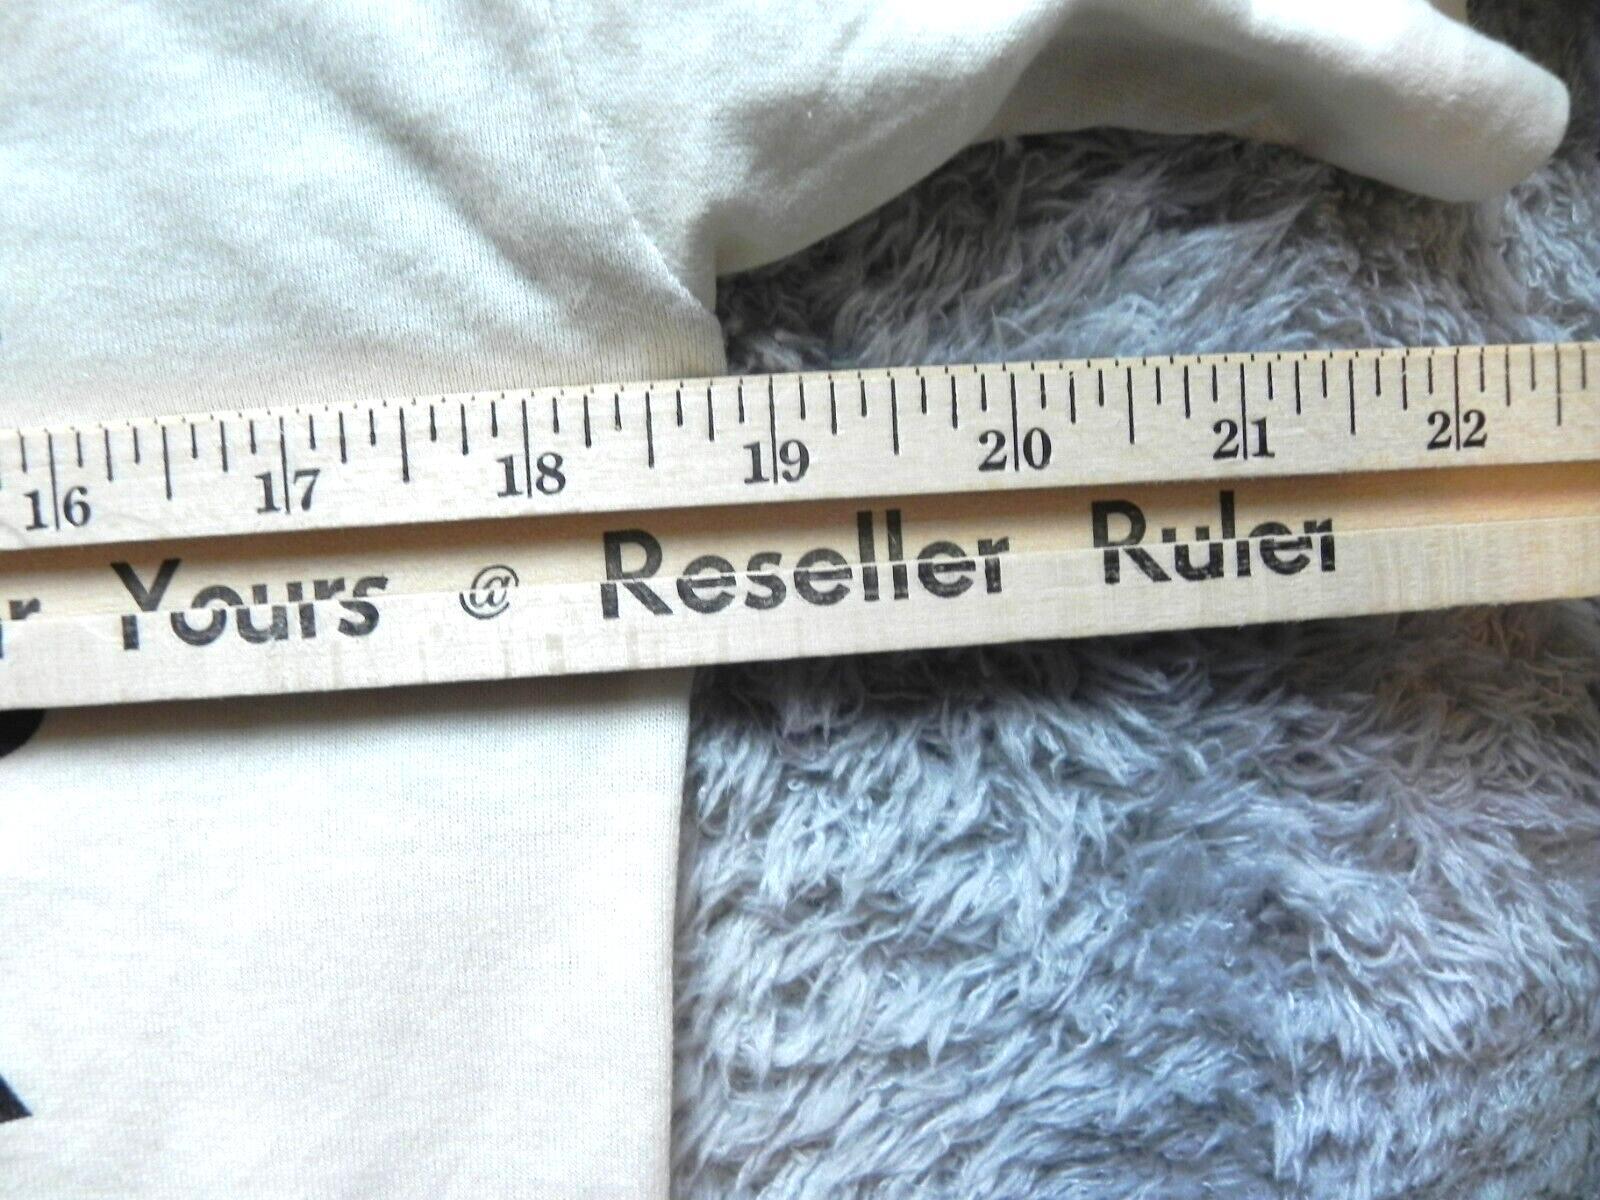 16 17 18 19 20 21 22
Yours @ Reseller Ruler